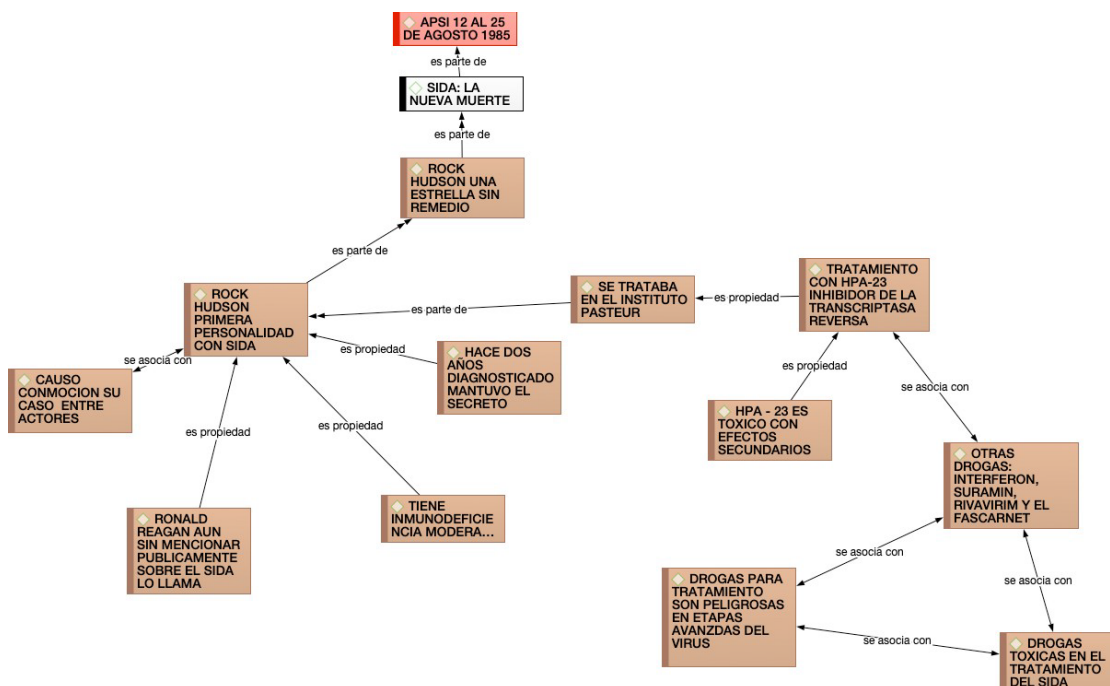 APSI 12 AL 25
DE AGOSTO 1985
es parte de
SIDA: LA
NUEVA MUERTE
es parte de
ROCK
HUDSON UNA
ESTRELLA SIN
REMEDIO
es parte de
ROCK
HUDSON
PRIMERA
PERSONALIDAD
CON SIDA
es parte de
SE TRATABA
EN EL INSTITUTO
PASTEUR
es propiedad
TRATAMIENTO
CON HPA-23
INHIBIDOR DE LA
TRANSCRIPTASA
REVERSA
se asocia con
es propiedad
HACE DOS
AÑOS
DIAGNOSTICADO
MANTUVO EL
SECRETO
es propiedad
CAUSO
CONMOCION SU
CASO ENTRE
ACTORES
se asocia con
HPA - 23 ES
TOXICO CON
EFECTOS
SECUNDARIOS
es propiedad
es propiedad
OTRAS
DROGAS:
INTERFERON,
SURAMIN,
RIVAVIRIM Y EL
FASCARNET
RONALD
REAGAN AUN
SIN MENCIONAR
PUBLICAMENTE
SOBRE EL SIDA
LO LLAMA
TIENE
INMUNODEFICIE
NCIA MODERA...
se asocia con
se asocia con
DROGAS PARA
TRATAMIENTO
SON PELIGROSAS
EN ETAPAS
AVANZDAS DEL
VIRUS
se asocia con
DROGAS
TOXICAS EN EL
TRATAMIENTO
DEL SIDA